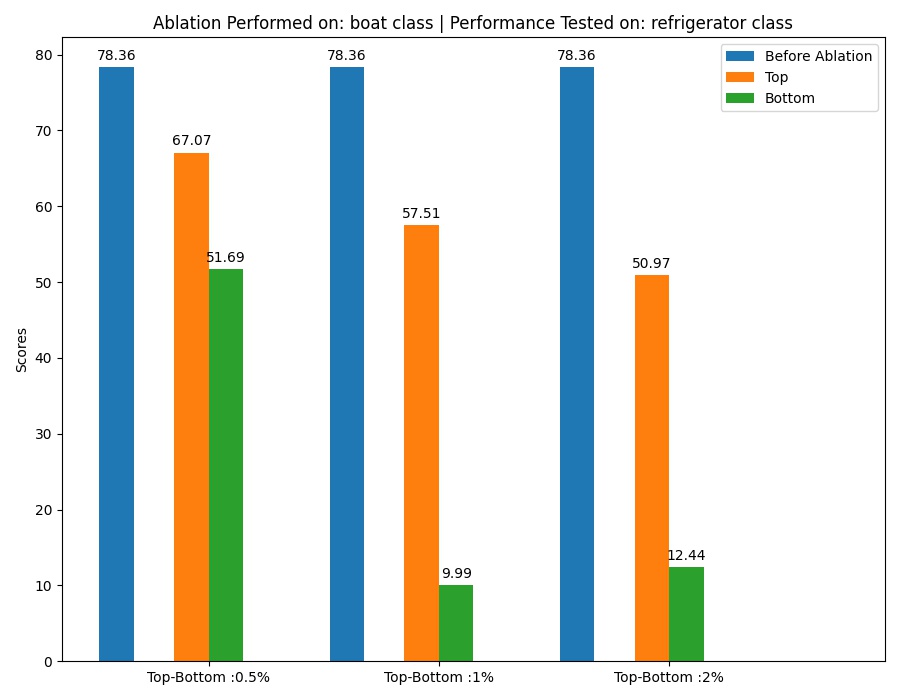 Ablation Performed on: boat class | Performance Tested on: refrigerator class
Before Ablation
Top
Bottom
Scores
80
70
60
50
40
30
20
10
0
78.36
67.07
51.69
78.36
57.51
9.99
78.36
50.97
12.44
Top-Bottom :0.5%
Top-Bottom :1%
Top-Bottom :2%